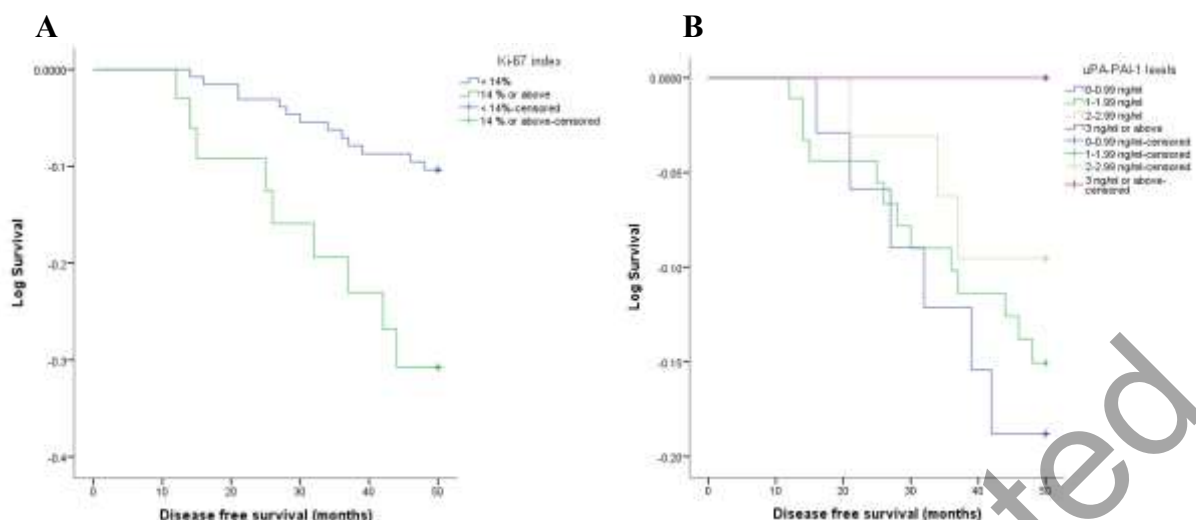 A
Ki-67 index
< 14%
14 % or above
< 14%-censored
14 % or above-censored
0.0000
-0.1
-0.2
-0.3
-0.4
Log Survival
0 10 20 30 40 50
Disease free survival (months)
B
uPA-PAI-1 levels
0-0.99 ng/ml
1-1.99 ng/ml
2-2.99 ng/ml
3 ng/ml or above
0-0.99 ng/ml-censored
1-1.99 ng/ml-censored
2-2.99 ng/ml-censored
3 ng/ml or above-
censored
0.0000
-0.05
-0.10
-0.15
-0.20
Log Survival
0 10 20 30 40 50
Disease free survival (months)
ted